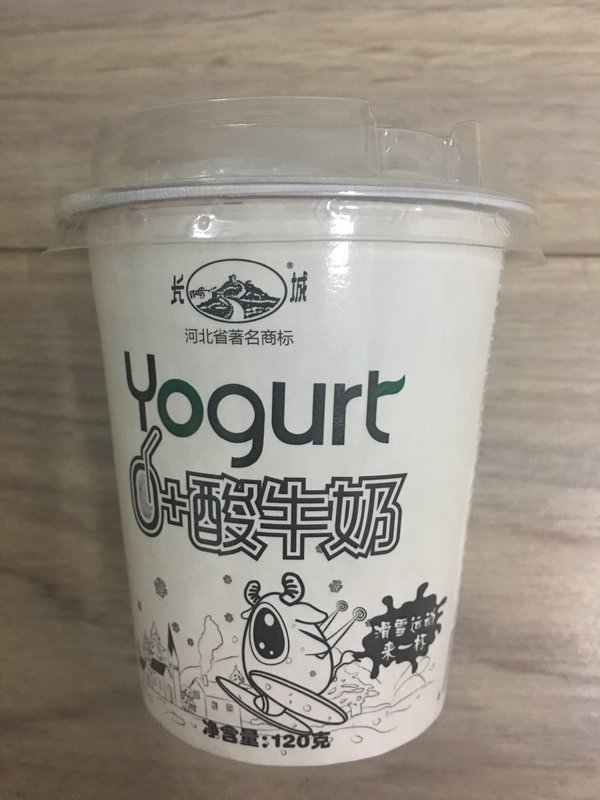 长城®
河北省著名商标
Yogurt
6+酸牛奶
滑雪运动
来一杯
净含量:120克